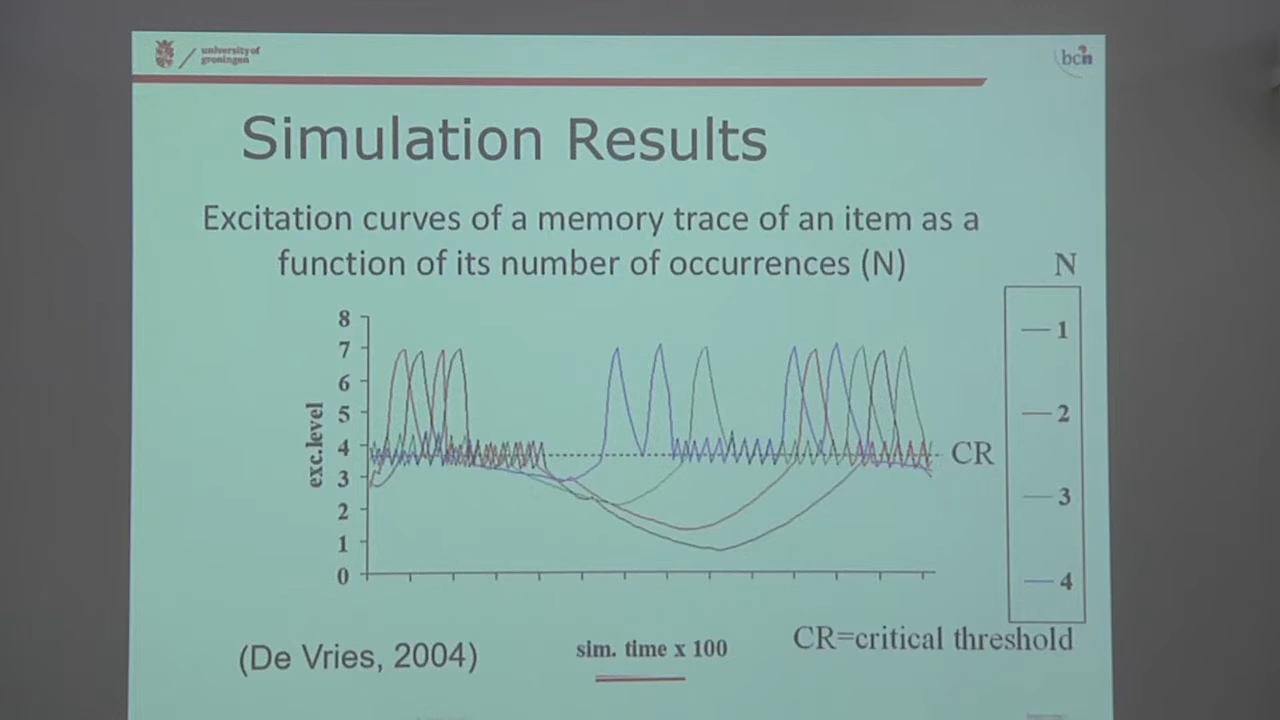 university of
groningen
bcn
Simulation Results
Excitation curves of a memory trace of an item as a
function of its number of occurrences (N)
N
8
7
6
5
4
3
2
1
0
exc.level
CR
1
2
3
4
sim. time x 100
CR=critical threshold
(De Vries, 2004)